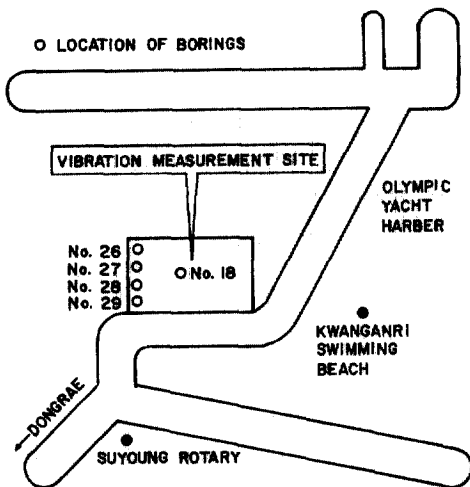 LOCATION OF BORINGS
VIBRATION MEASUREMENT SITE
OLYMPIC
YACHT
HARBER
No. 26
No. 27
No. 28
No. 29
No. 18
KWANGANRI
SWIMMING
BEACH
DONGRAE
SUYOUNG ROTARY